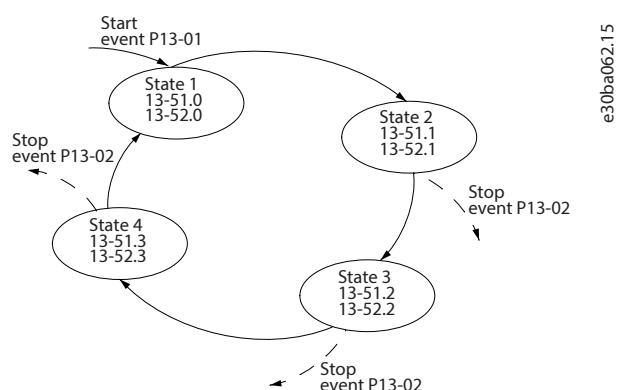 Start
event P13-01
State 1
13-51.0
13-52.0
State 2
13-51.1
13-52.1
Stop
event P13-02
State 3
13-51.2
13-52.2
Stop
event P13-02
State 4
13-51.3
13-52.3
Stop
event P13-02
e30ba062.15